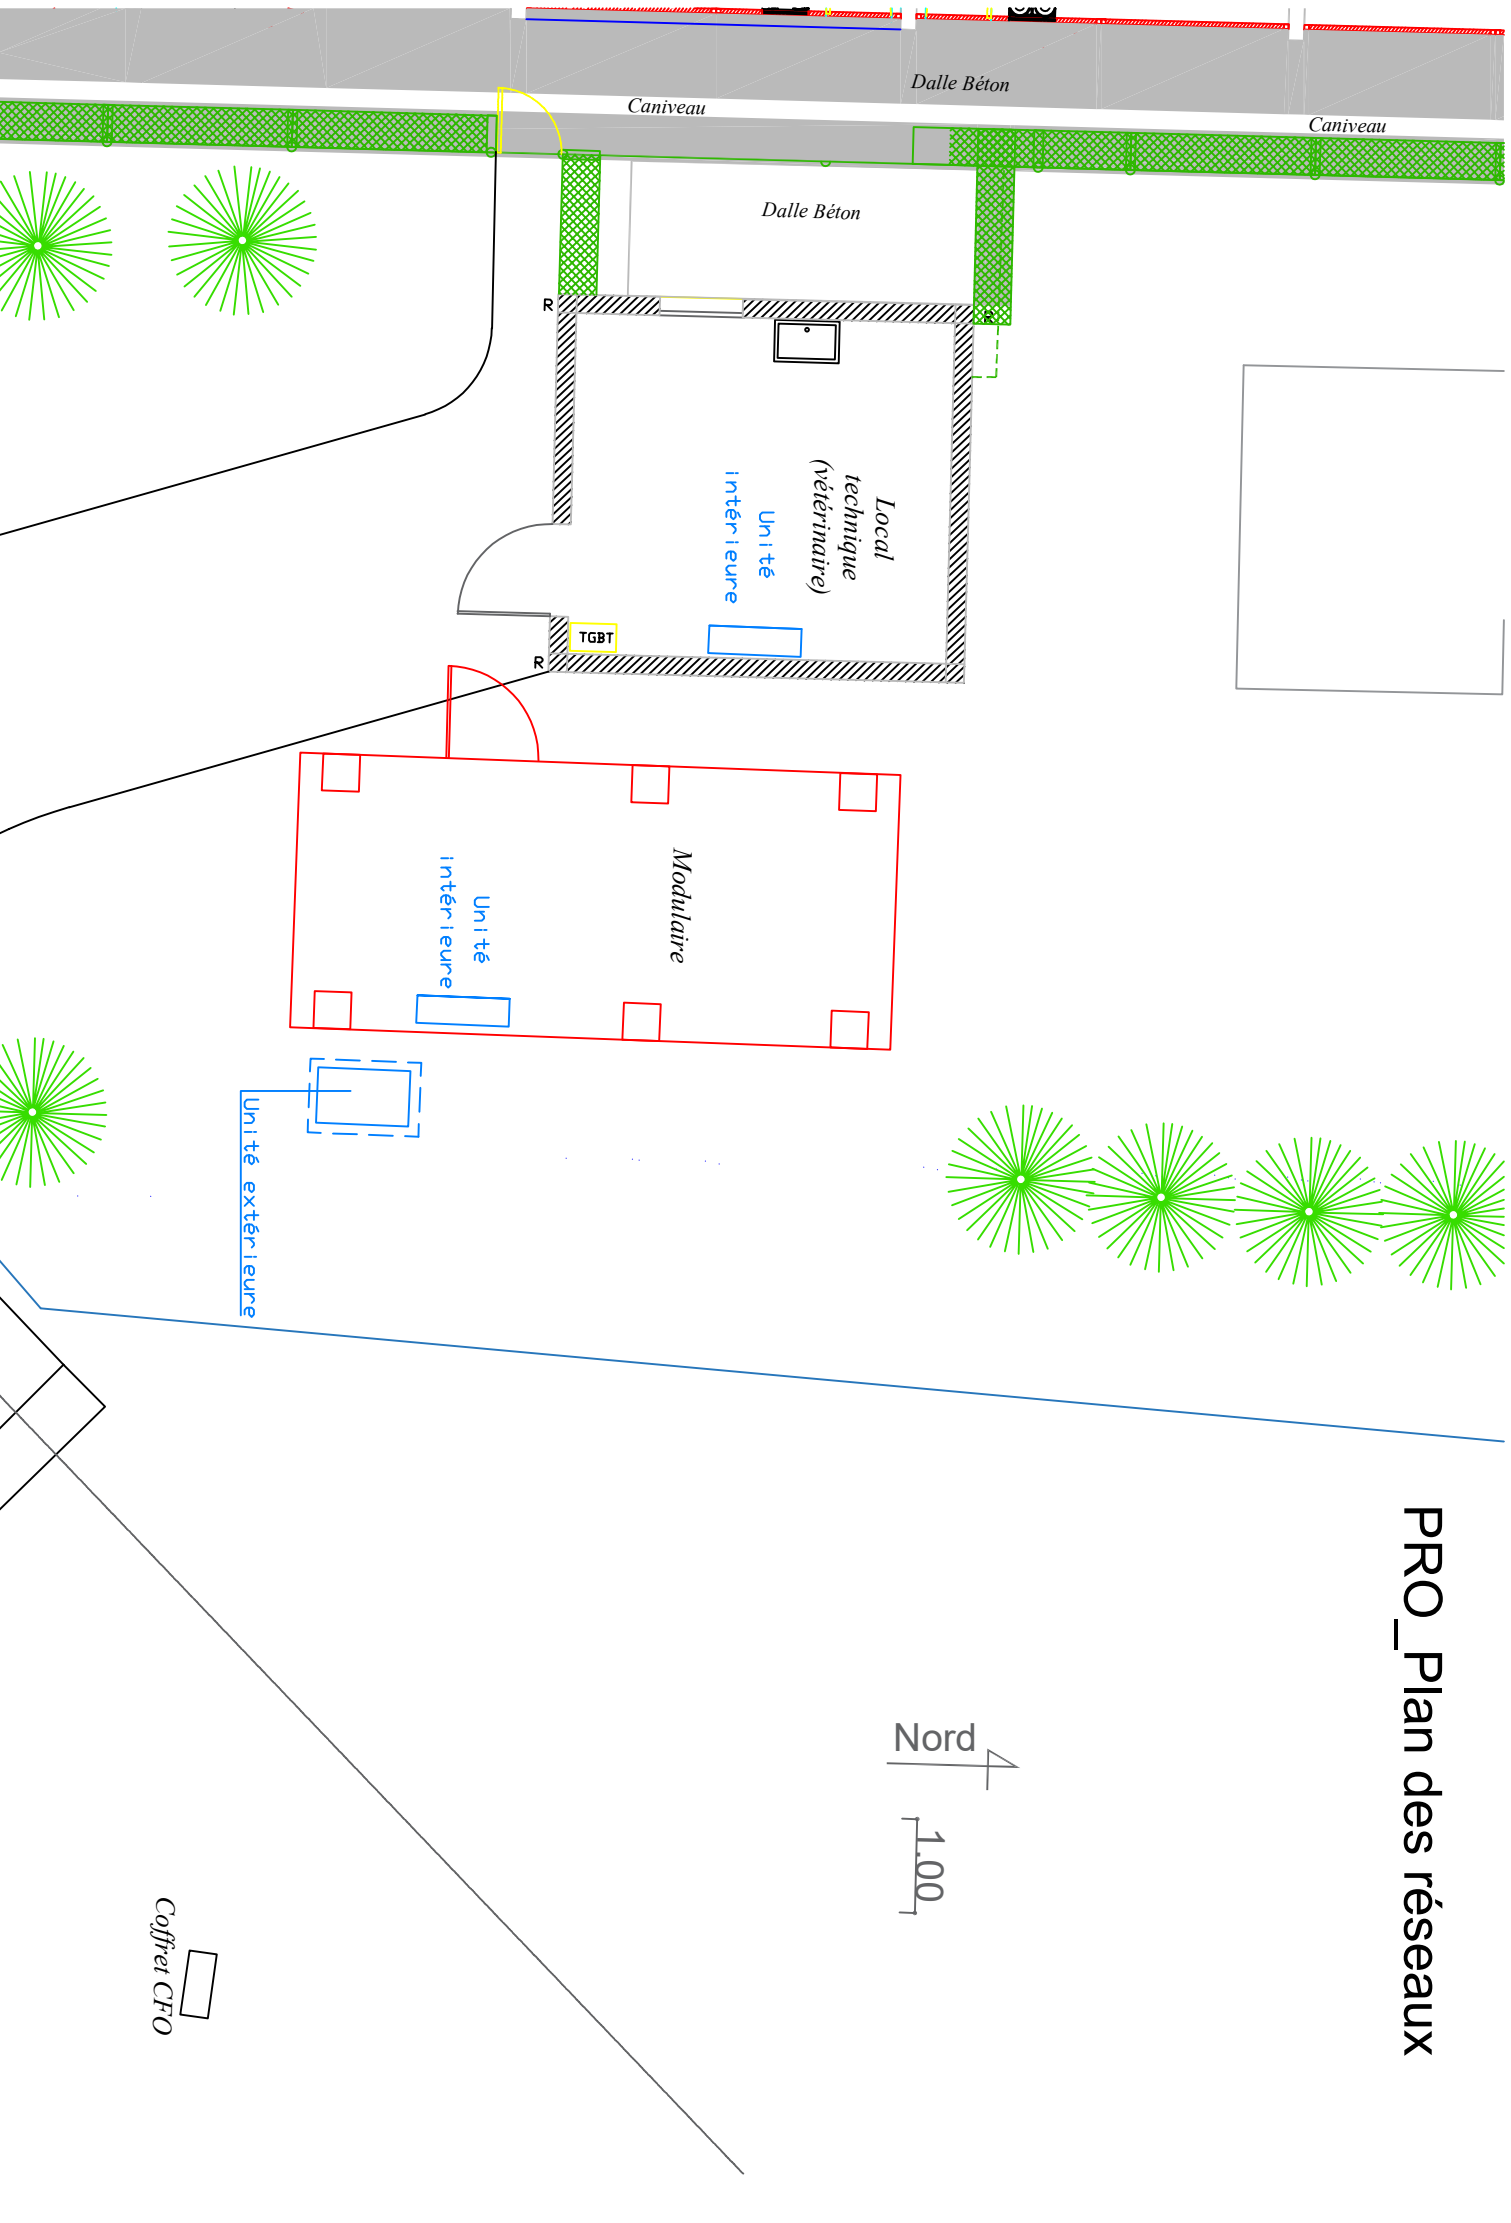 Dalle Béton
Caniveau
Caniveau
Dalle Béton
R
R
Local
technique
(vétérinaire)
Unité
intérieure
TGBT
R
Modulaire
Unité
intérieure
Unité extérieure
PRO_Plan des réseaux
Nord
1.00
Coffret CFO